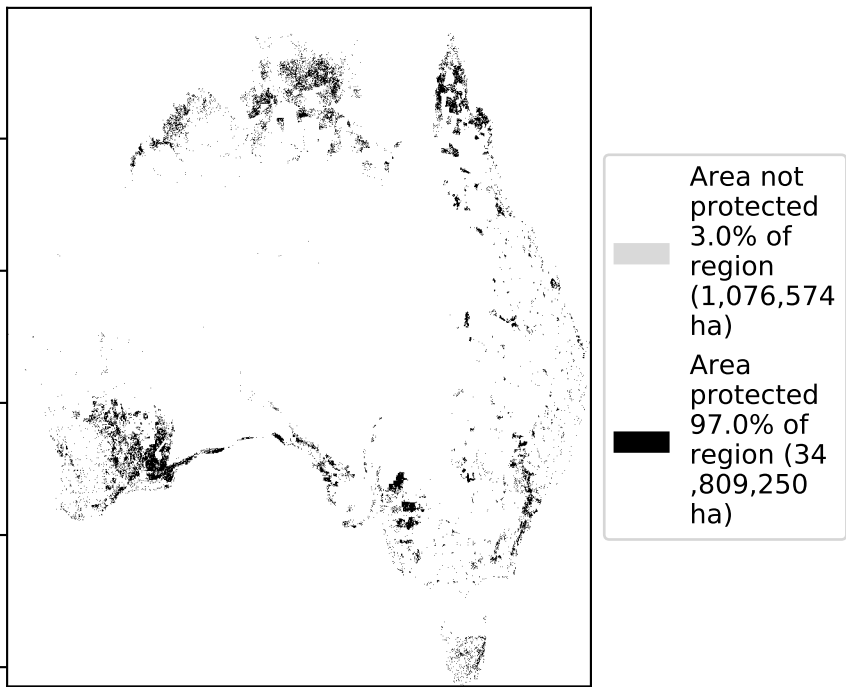 Area not
protected
3.0% of
region
(1,076,574
ha)
Area
protected
97.0% of
region (34
,809,250
ha)